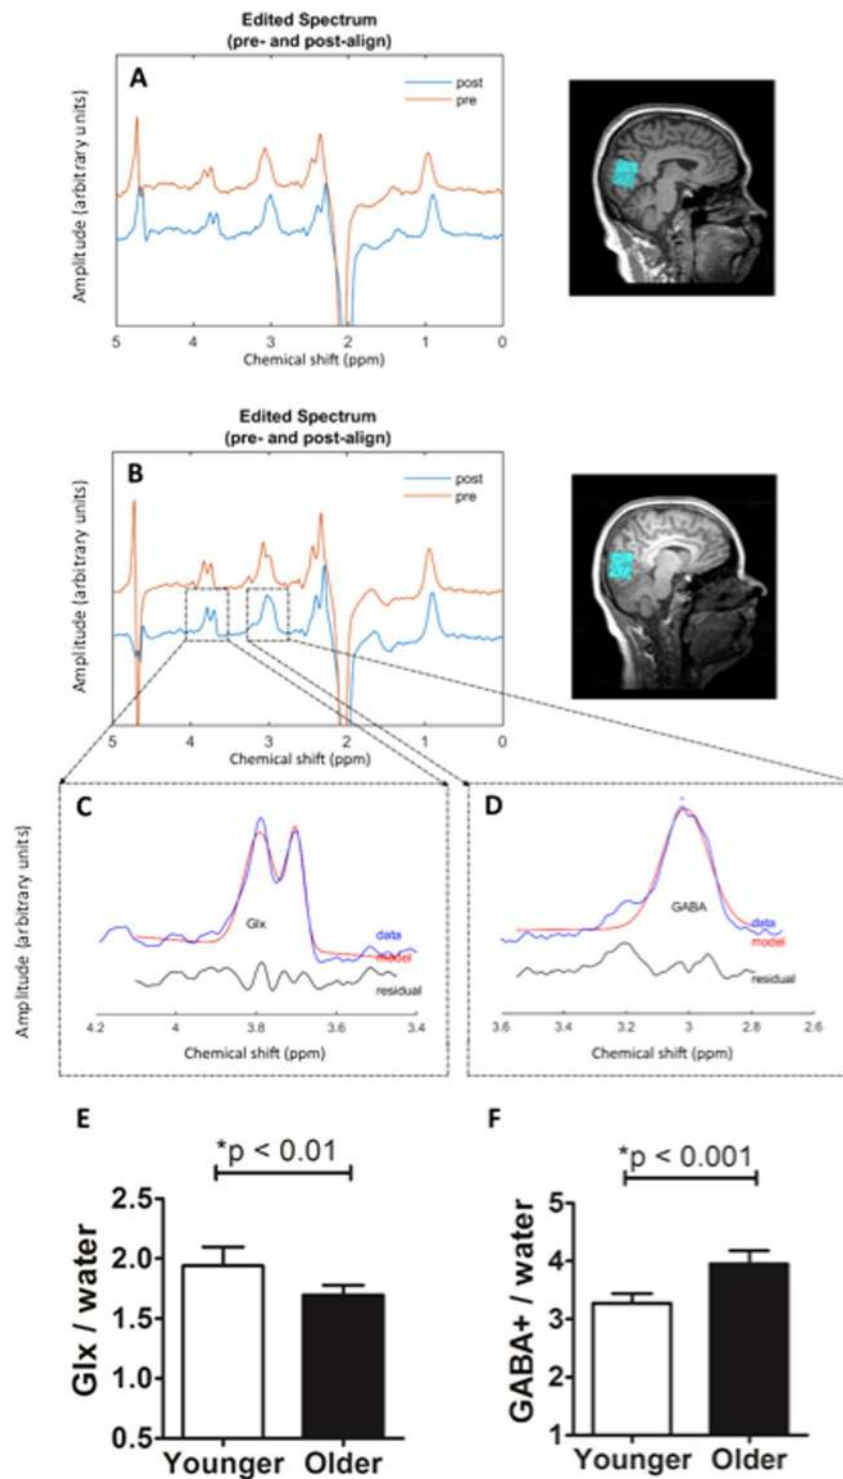 Edited Spectrum
(pre- and post-align)
A
post
pre
Amplitude (arbitrary units)
5 4 3 2 1 0
Chemical shift (ppm)
Edited Spectrum
(pre- and post-align)
B
post
pre
Amplitude (arbitrary units)
5 4 3 2 1 0
Chemical shift (ppm)
C
Glx
data
model
residual
4.2 4 3.8 3.6 3.4
Chemical shift (ppm)
Amplitude (arbitrary units)
D
GABA
data
model
residual
3.6 3.4 3.2 3 2.8 2.6
Chemical shift (ppm)
E
*p < 0.01
2.5
2.0
1.5
1.0
0.5
Glx / water
Younger Older
F
*p < 0.001
5
4
3
2
1
GABA+ / water
Younger Older